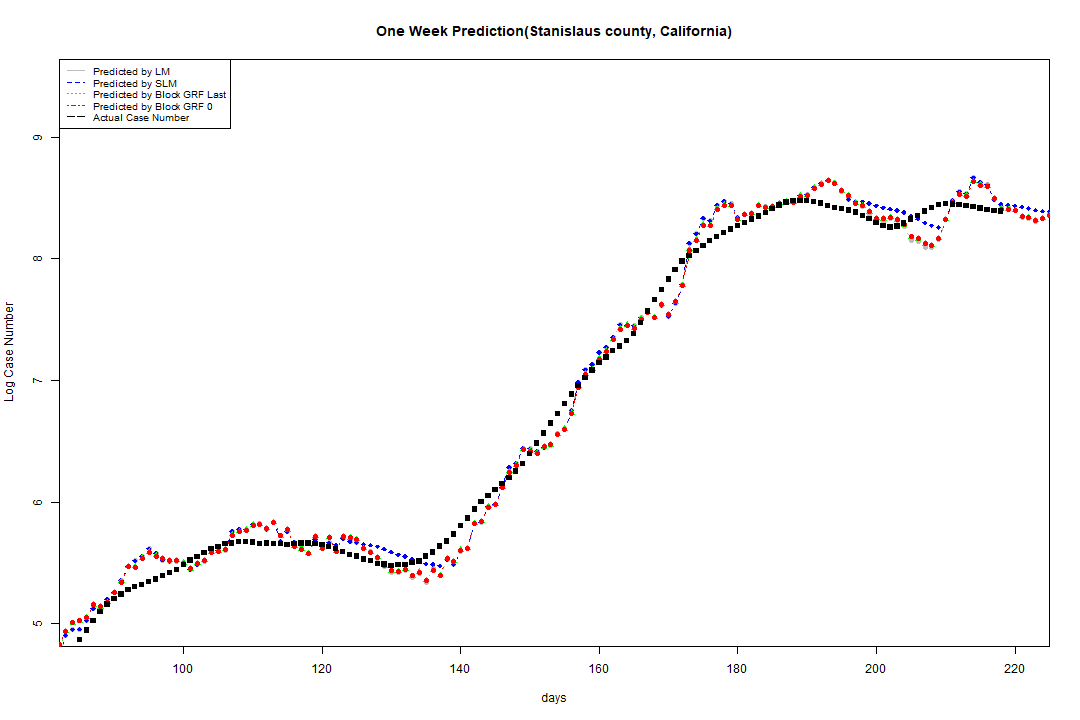 One Week Prediction(Stanislaus county, California)
Predicted by LM
Predicted by SLM
Predicted by Block GRF Last
Predicted by Block GRF 0
Actual Case Number
9
8
7
6
5
Log Case Number
100 120 140 160 180 200 220
days